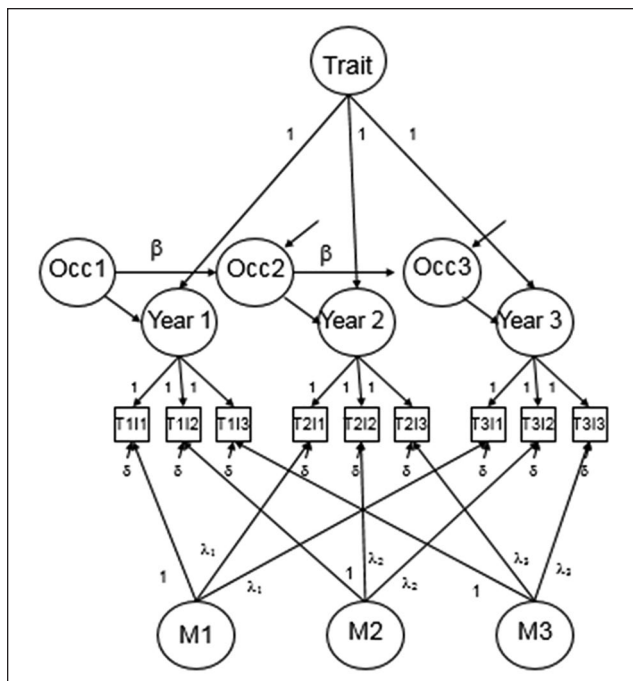 Trait
1 1 1
β β
Occ1 Occ2 Occ3
Year 1 Year 2 Year 3
1 1 1 1 1 1 1 1 1
T1I1 T1I2 T1I3 T2I1 T2I2 T2I3 T3I1 T3I2 T3I3
δ δ δ δ δ δ δ δ δ
λ₁ λ₂ λ₃ λ₃
1 λ₁ 1 λ₂ 1
M1 M2 M3